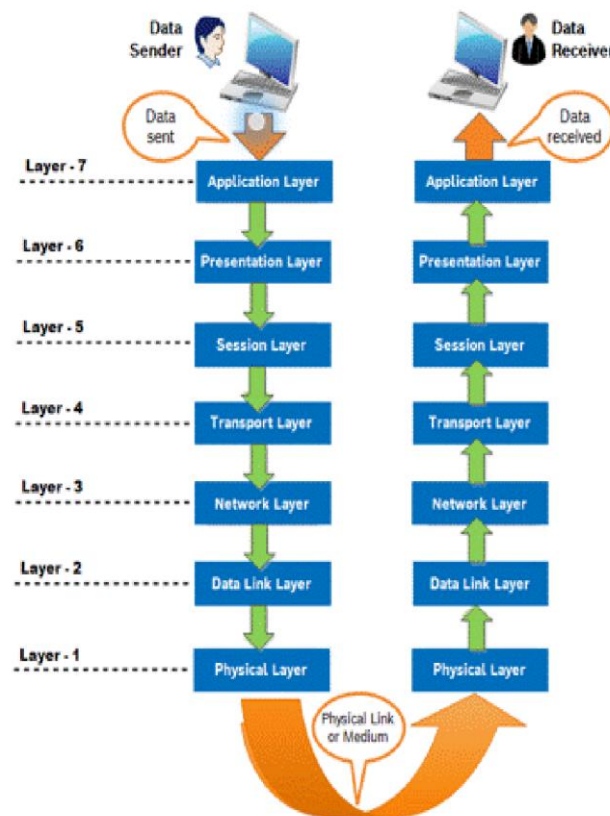 Data
Sender
Data
Receiver
Data
sent
Data
received
Layer - 7
Application Layer
Application Layer
Layer - 6
Presentation Layer
Presentation Layer
Layer - 5
Session Layer
Session Layer
Layer - 4
Transport Layer
Transport Layer
Layer - 3
Network Layer
Network Layer
Layer - 2
Data Link Layer
Data Link Layer
Layer - 1
Physical Layer
Physical Layer
Physical Link
or Medium